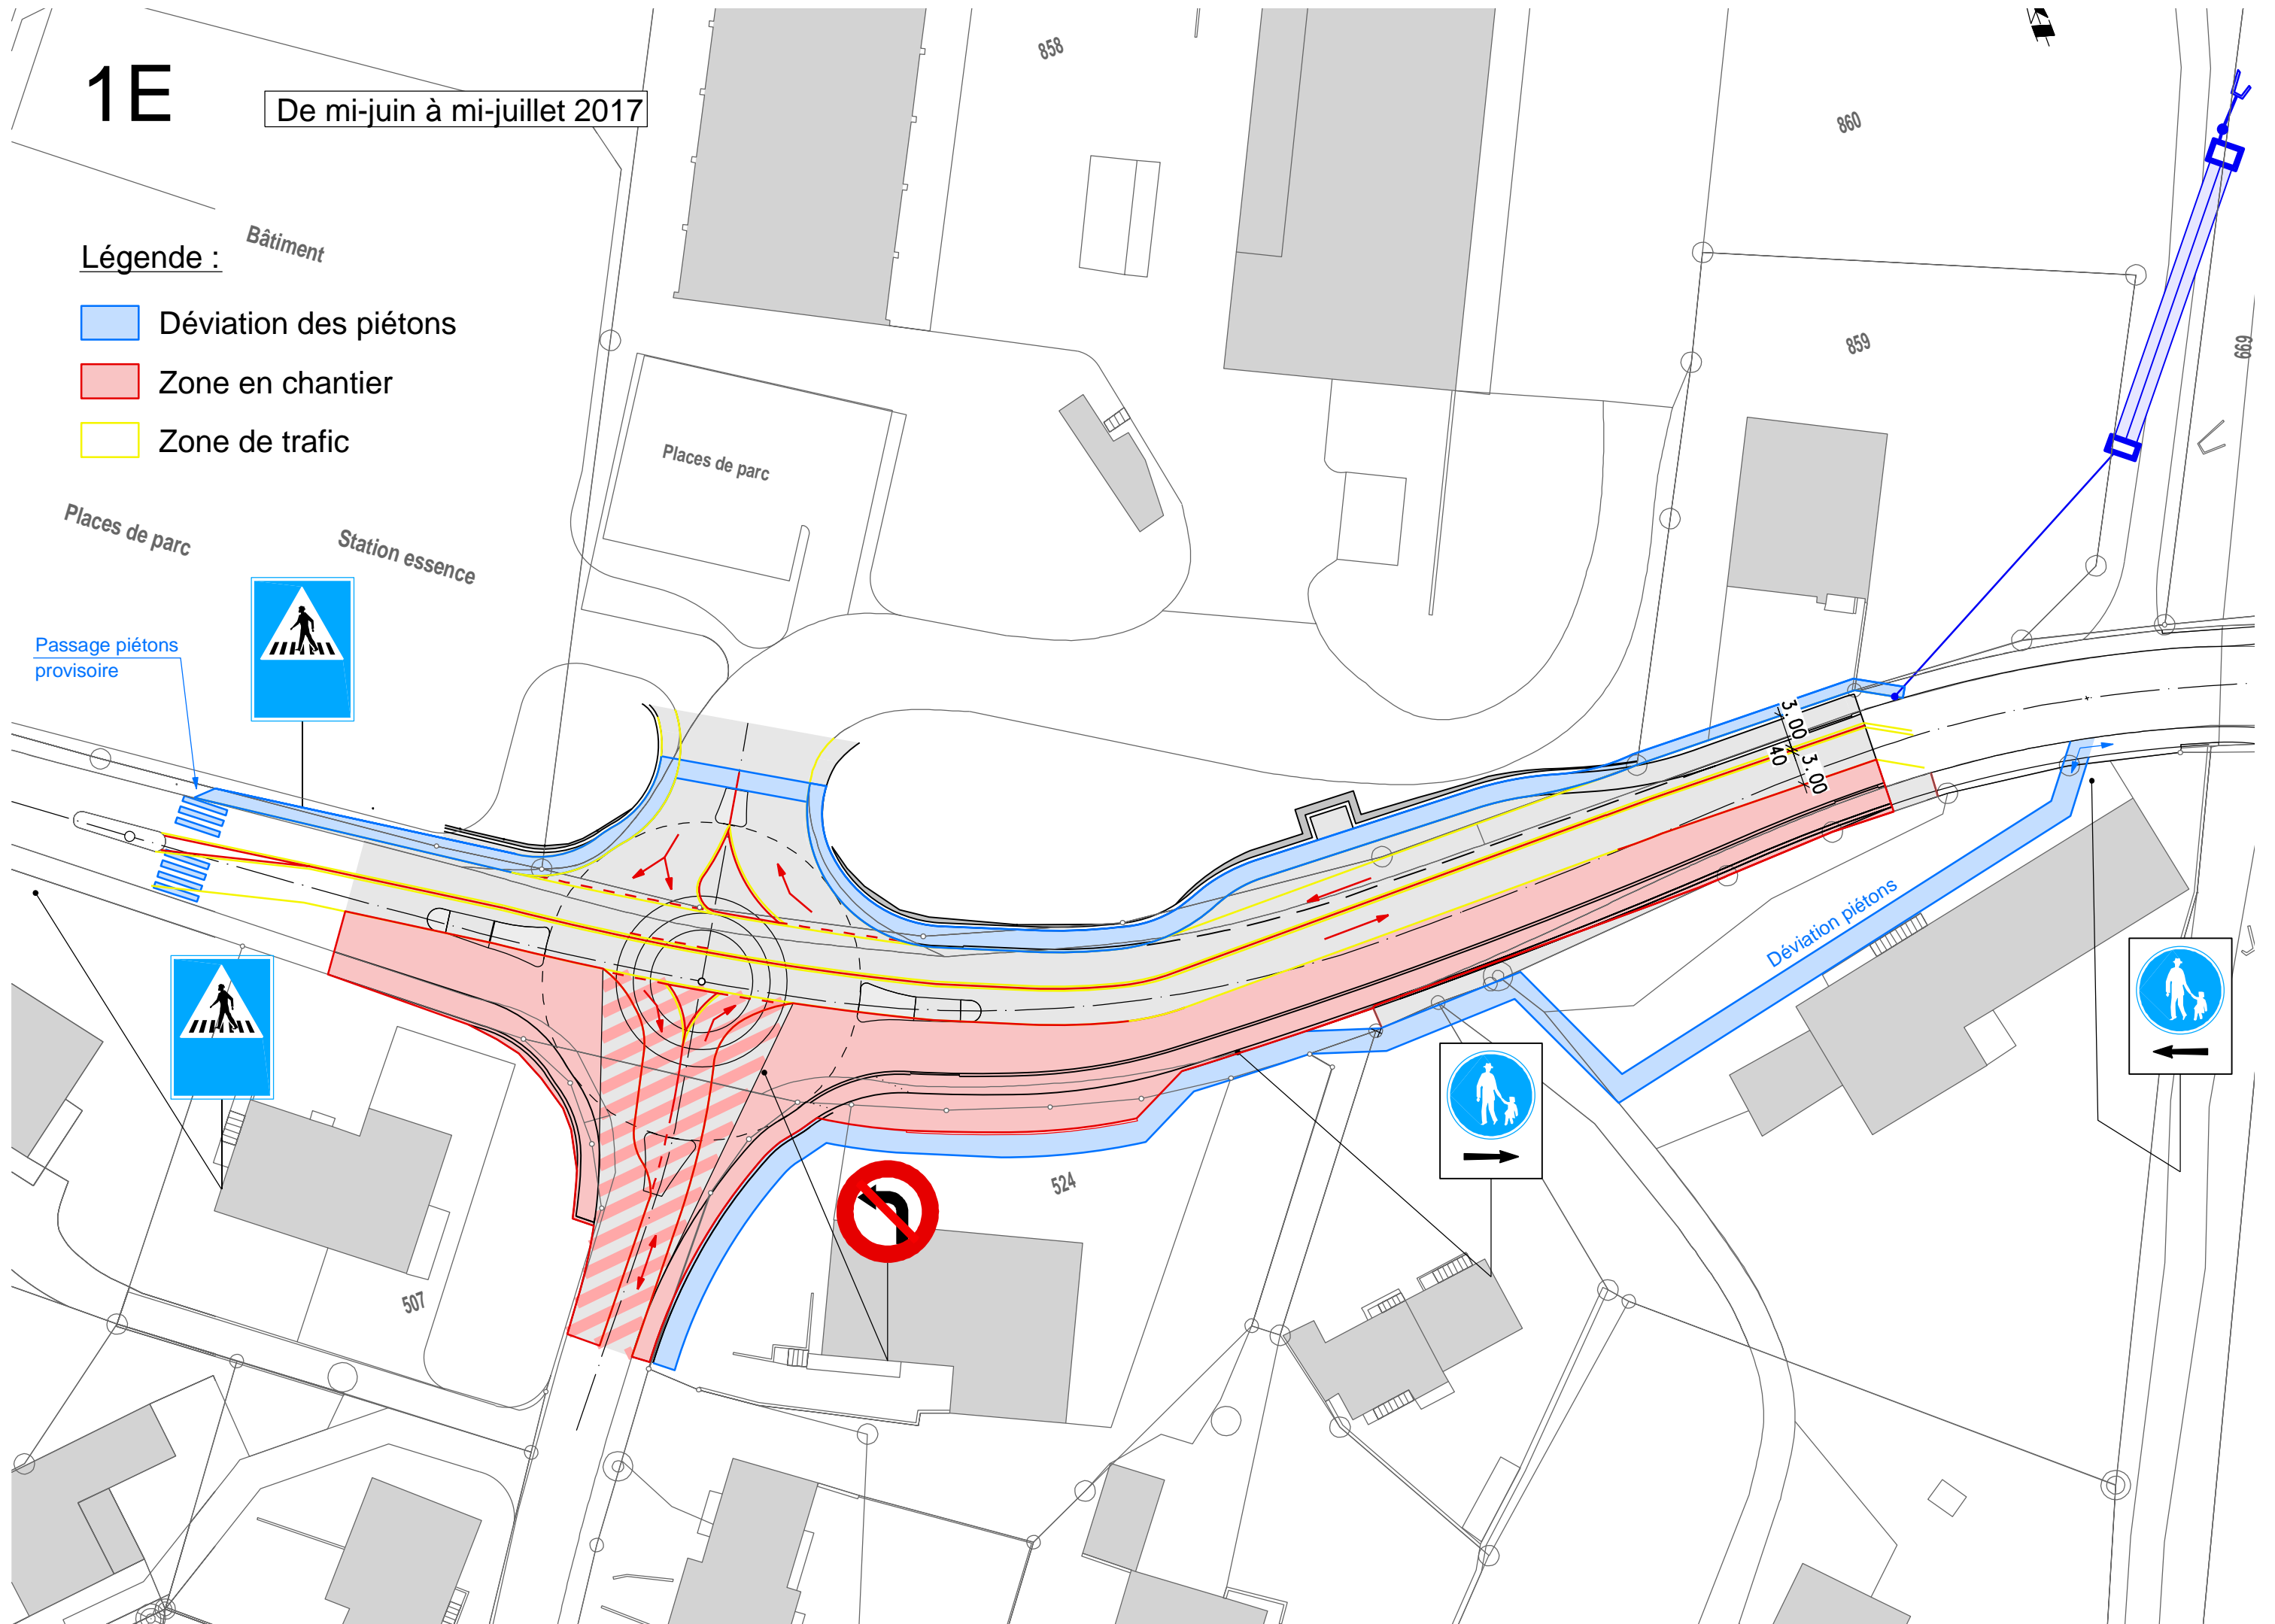 1E
De mi-juin à mi-juillet 2017
Légende :
Déviation des piétons
Zone en chantier
Zone de trafic
Bâtiment
Places de parc
Station essence
Places de parc
858
860
859
669
Passage piétons
provisoire
3.00
40
3.00
Déviation piétons
524
507